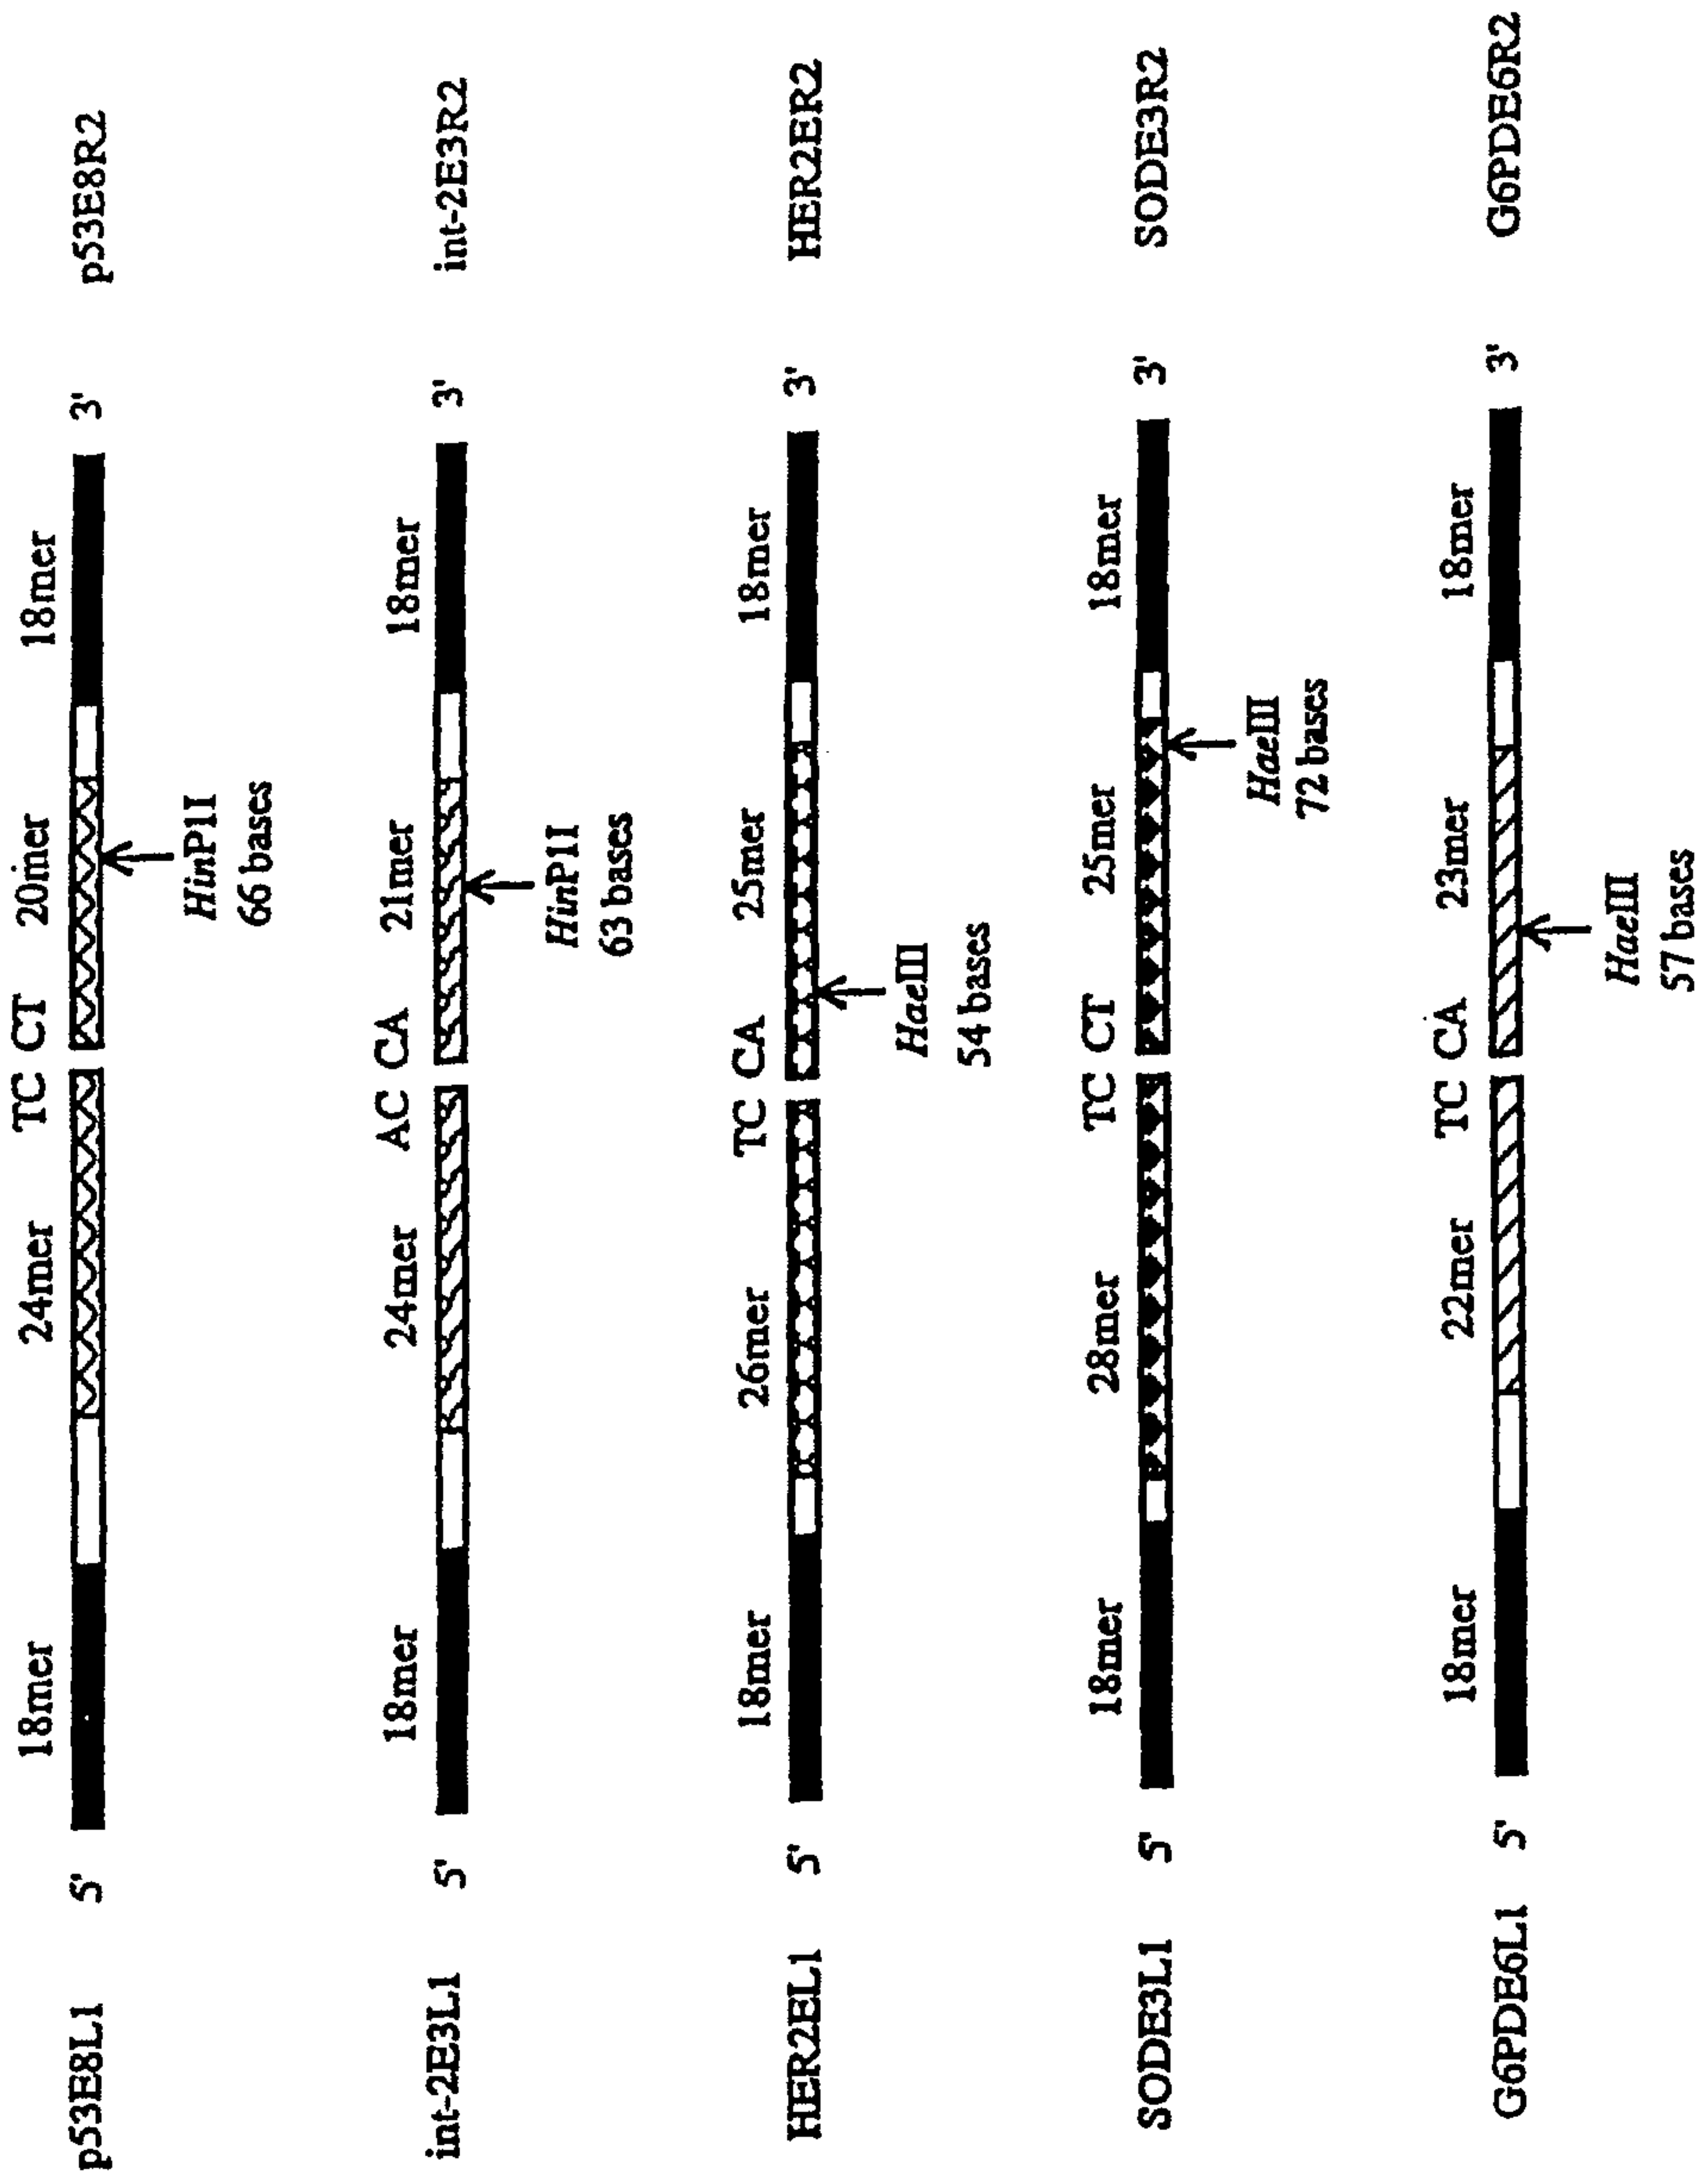 18mer 24mer TC CT 20mer 18mer
p53E8L1 5' 3' p53E8R2
HinP1I
66 bases
18mer 24mer AC CA 21mer 18mer
int-2E3L1 5' 3' int-2E3R2
HinP1I
63 bases
18mer 26mer TC CA 25mer 18mer
HER2EL1 5' 3' HER2ER2
HaeIII
54 bases
18mer 28mer TC CT 25mer 18mer
SODE3L1 5' 3' SODE3R2
HaeIII
72 bases
18mer 22mer TC CA 23mer 18mer
G6PDE6L1 5' 3' G6PDE6R2
HaeIII
57 bases